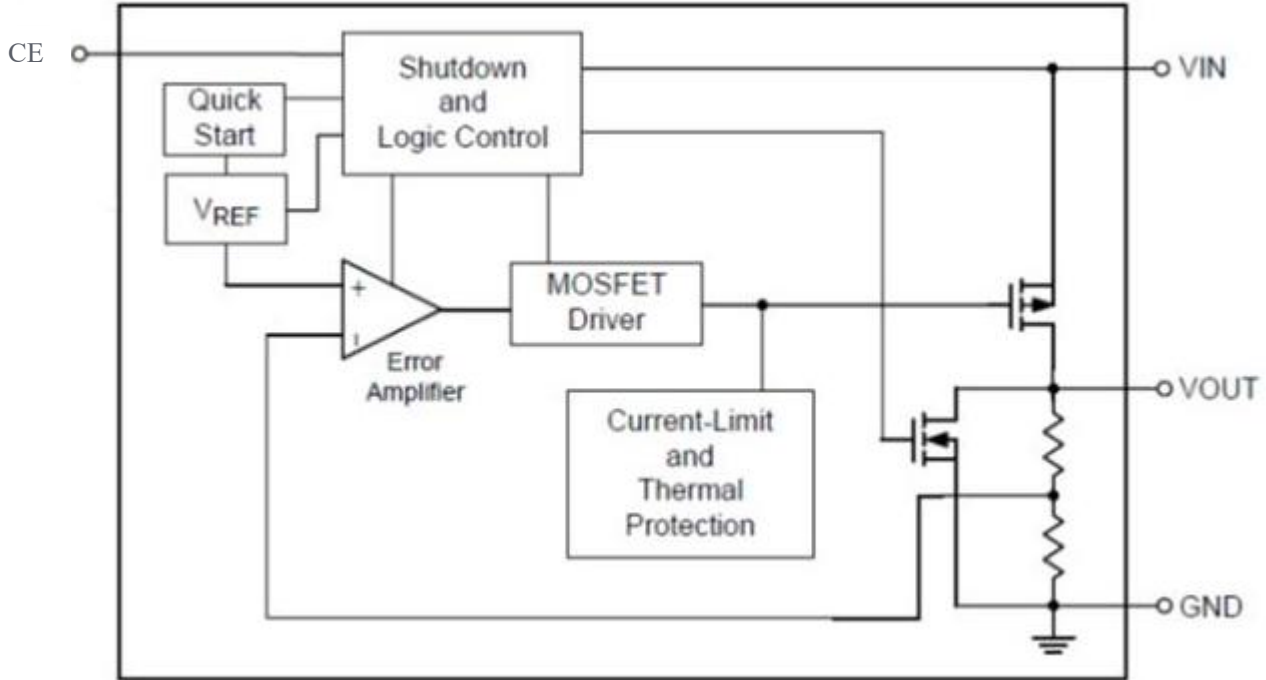 CE
Shutdown
and
Logic Control
VIN
Quick
Start
VREF
+
-
MOSFET
Driver
Error
Amplifier
VOUT
Current-Limit
and
Thermal
Protection
GND